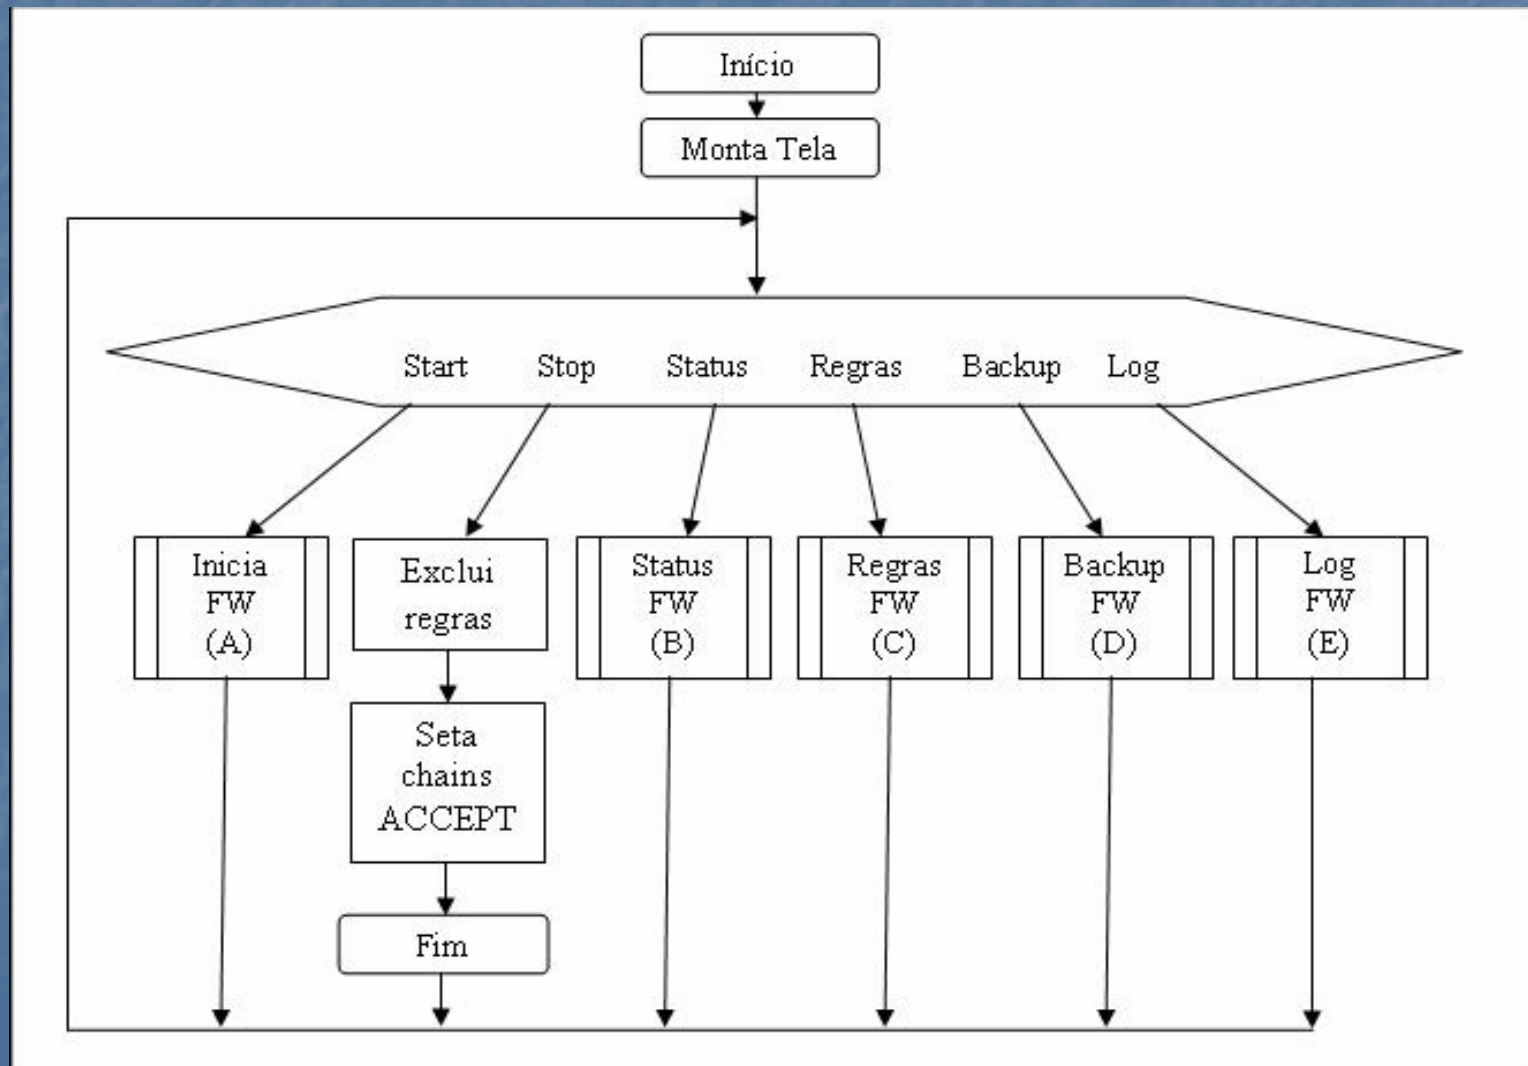 Início
Monta Tela
Start Stop Status Regras Backup Log
Inicia
FW
(A)
Exclui
regras
Seta
chains
ACCEPT
Fim
Status
FW
(B)
Regras
FW
(C)
Backup
FW
(D)
Log
FW
(E)